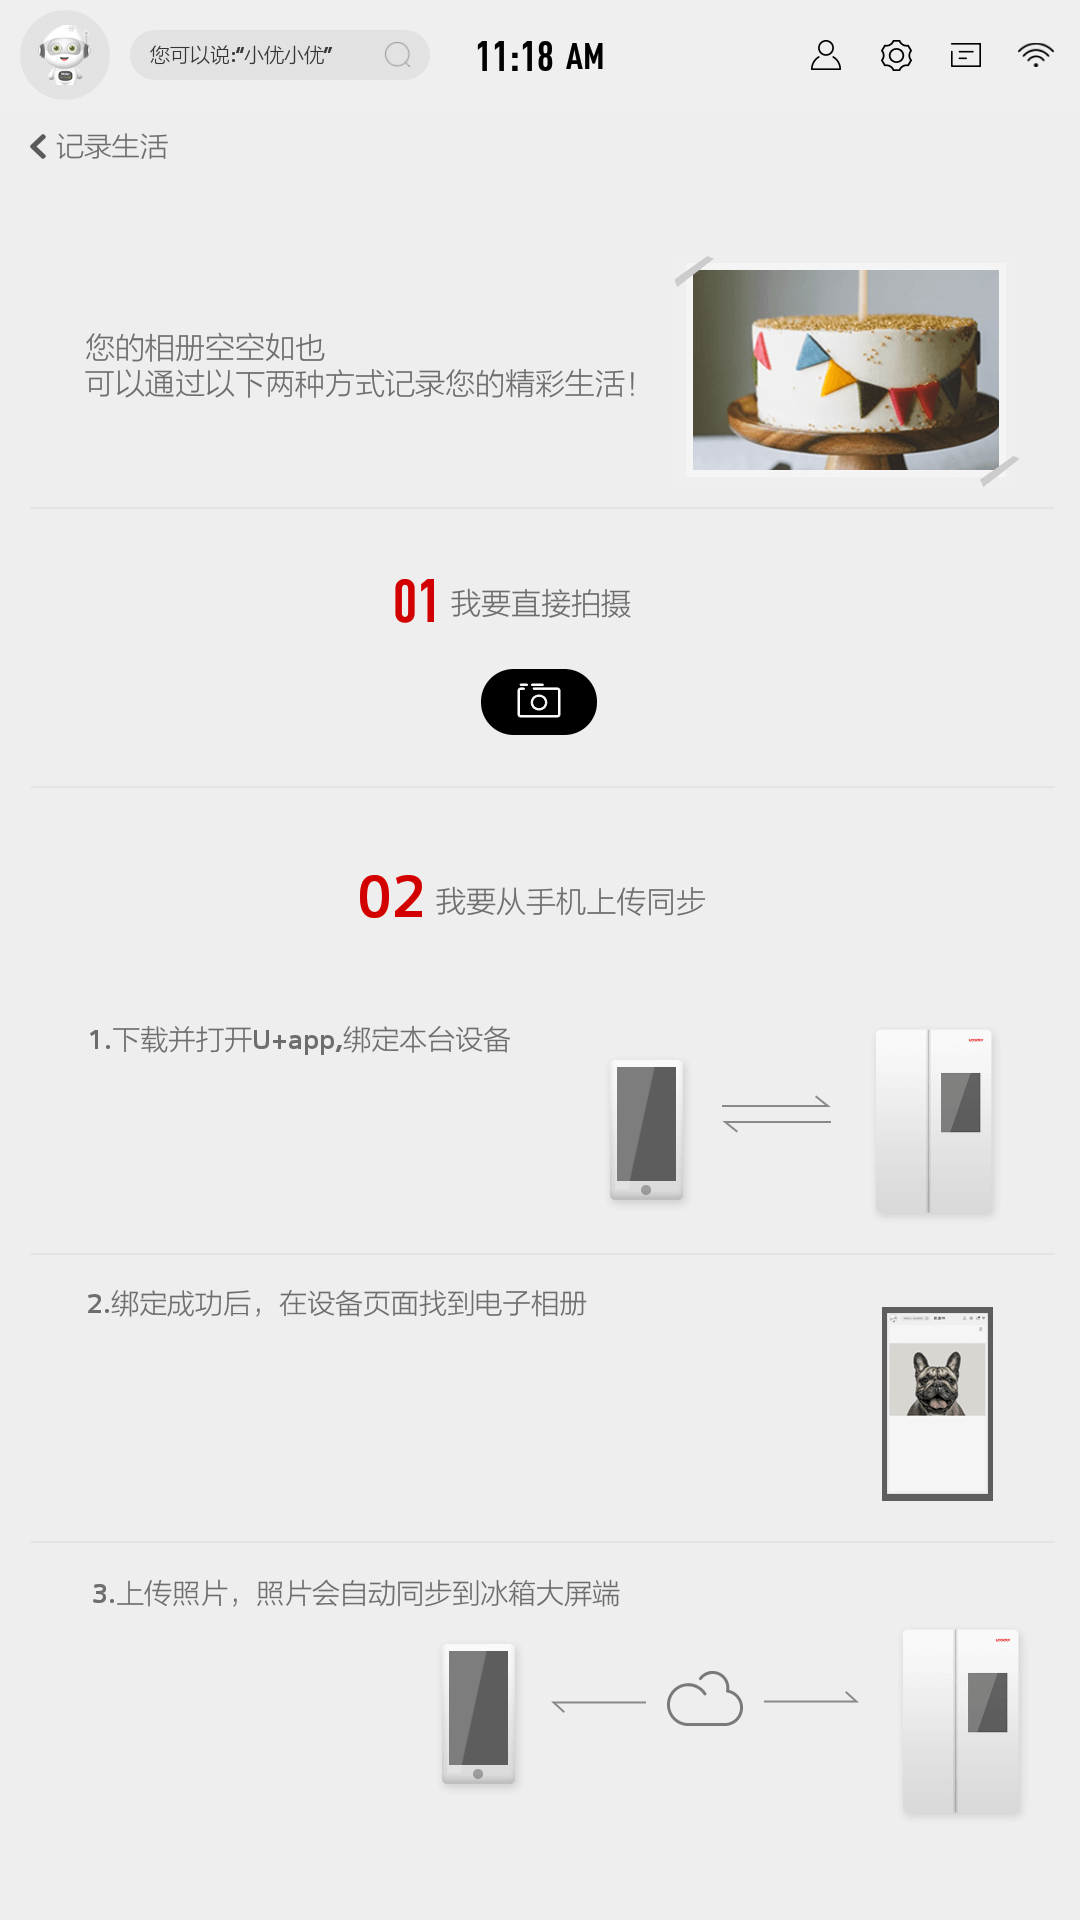 您可以说:“小优小优”
11:18 AM
记录生活
您的相册空空如也
可以通过以下两种方式记录您的精彩生活！
01 我要直接拍摄
02 我要从手机上传同步
1.下载并打开U+app,绑定本台设备
2.绑定成功后，在设备页面找到电子相册
3.上传照片，照片会自动同步到冰箱大屏端